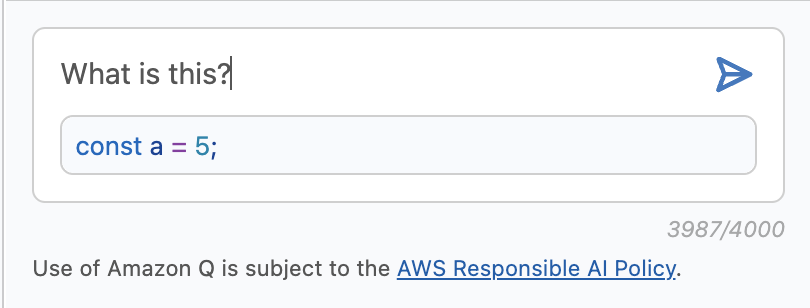 What is this?
const a = 5;
3987/4000
Use of Amazon Q is subject to the AWS Responsible AI Policy.